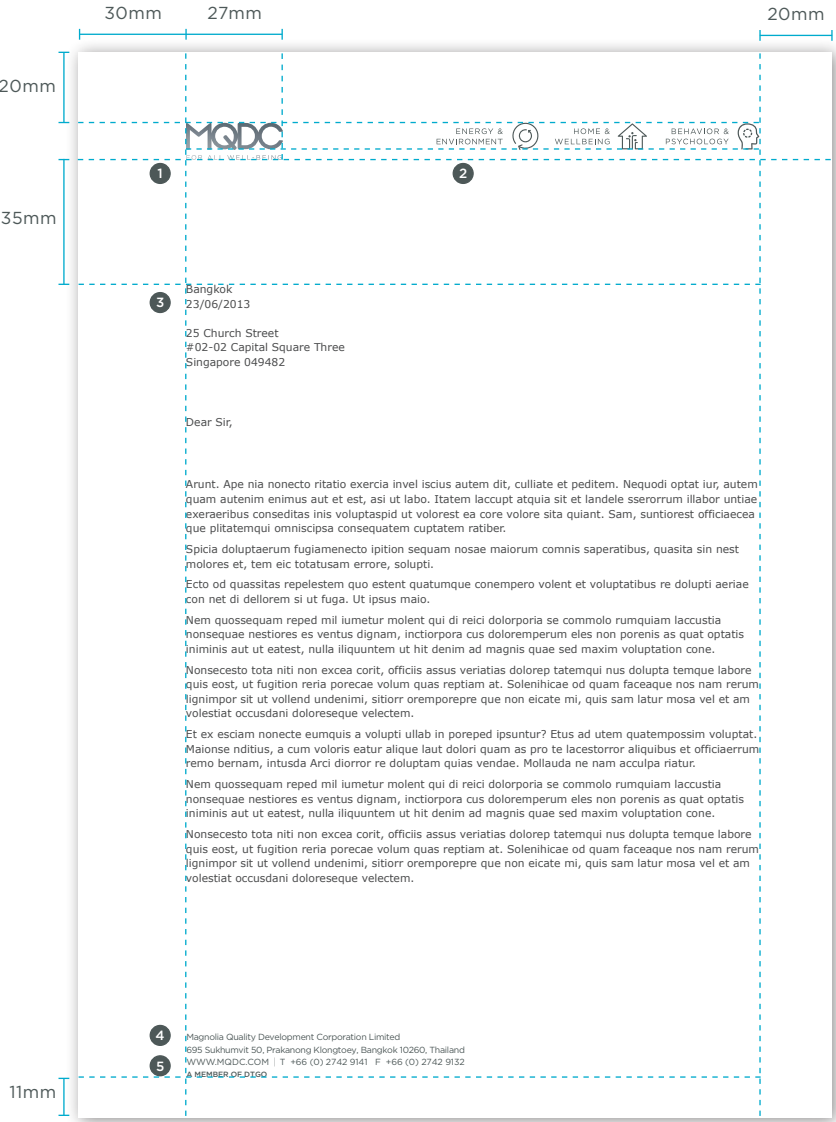 30mm 27mm 20mm
20mm
MQDC
FOR ALL WELL-BEING
ENERGY &
ENVIRONMENT
HOME &
WELLBEING
BEHAVIOR &
PSYCHOLOGY
1 2
35mm
3
Bangkok
23/06/2013
25 Church Street
#02-02 Capital Square Three
Singapore 049482
Dear Sir,
Arunt. Ape nia nonecto ritatio exercia invel iscius autem dit, culliate et peditem. Nequodi optat iur, autem
quam autenim enimus aut et est, asi ut labo. Itatem laccupt atquia sit et landele sserorrum illabor untiae
exeraeribus conseditas inis voluptaspid ut volorest ea core volore sita quiant. Sam, suntiorest officiaecea
que plitatemqui omniscipsa consequatem cuptatem ratiber.
Spicia doluptaerum fugiamenecto ipition sequam nosae maiorum comnis saperatibus, quasita sin nest
molores et, tem eic totatusam errore, solupti.
Ecto od quassitas repelestem quo estent quatumque conempero volent et voluptatibus re dolupti aeriae
con net di dellorem si ut fuga. Ut ipsus maio.
Nem quossequam reped mil iumetur molent qui di reici dolorporia se commolo rumquiam laccustia
nonsequae nestiores es ventus dignam, inctiorpora cus doloremperum eles non porenis as quat optatis
iniminis aut ut eatest, nulla iliquuntem ut hit denim ad magnis quae sed maxim voluptation cone.
Nonsecesto tota niti non excea corit, officiis assus veriatias dolorep tatemqui nus dolupta temque labore
quis eost, ut fugition reria porecae volum quas reptiam at. Solenihicae od quam faceaque nos nam rerum
lignimpor sit ut vollend undenimi, sitiorr oremporepre que non eicate mi, quis sam latur mosa vel et am
volestiat occusdani doloreseque velectem.
Et ex esciam nonecte eumquis a volupti ullab in poreped ipsuntur? Etus ad utem quatempossim voluptat.
Maionse nditius, a cum voloris eatur alique laut dolori quam as pro te lacestorror aliquibus et officiaerrum
remo bernam, intusda Arci diorror re doluptam quias vendae. Mollauda ne nam acculpa riatur.
Nem quossequam reped mil iumetur molent qui di reici dolorporia se commolo rumquiam laccustia
nonsequae nestiores es ventus dignam, inctiorpora cus doloremperum eles non porenis as quat optatis
iniminis aut ut eatest, nulla iliquuntem ut hit denim ad magnis quae sed maxim voluptation cone.
Nonsecesto tota niti non excea corit, officiis assus veriatias dolorep tatemqui nus dolupta temque labore
quis eost, ut fugition reria porecae volum quas reptiam at. Solenihicae od quam faceaque nos nam rerum
lignimpor sit ut vollend undenimi, sitiorr oremporepre que non eicate mi, quis sam latur mosa vel et am
volestiat occusdani doloreseque velectem.
4
Magnolia Quality Development Corporation Limited
695 Sukhumvit 50, Prakanong Klongtoey, Bangkok 10260, Thailand
5
WWW.MQDC.COM | T +66 (0) 2742 9141 F +66 (0) 2742 9132
A MEMBER OF DTGO
11mm